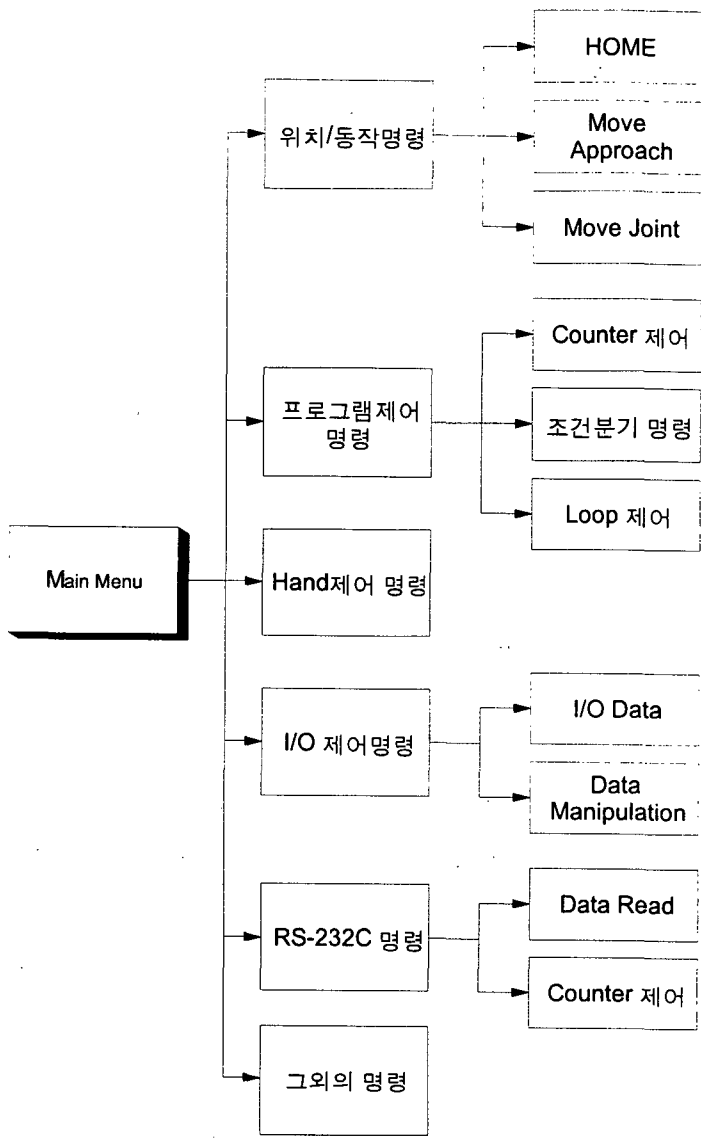 HOME
위치/동작명령
Move
Approach
Move Joint
Counter 제어
프로그램제어
명령
조건분기 명령
Loop 제어
Main Menu
Hand제어 명령
I/O Data
I/O 제어명령
Data
Manipulation
Data Read
RS-232C 명령
Counter 제어
그외의 명령